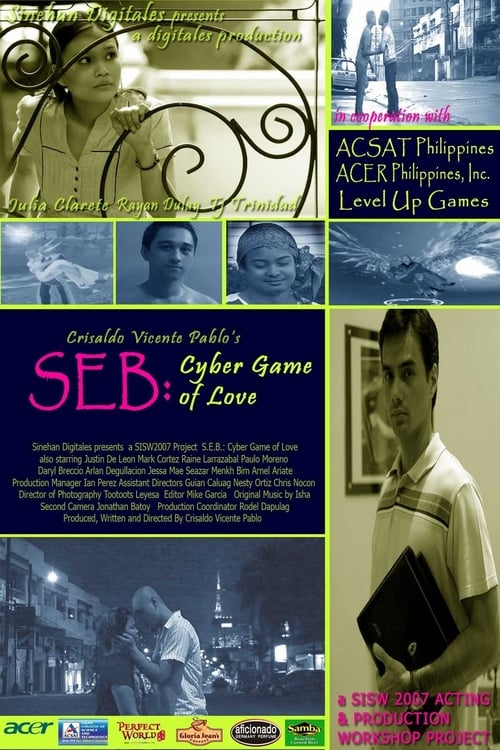 Sinehan Digitales presents
a digitales production
in cooperation with
ACSAT Philippines
ACER Philippines, Inc.
Level Up Games
Julia Clarete Rayan Dulay TJ Trinidad
Crisaldo Vicente Pablo's
SEB: Cyber Game
of Love
Sinehan Digitales presents a SISW2007 Project S.E.B.: Cyber Game of Love
also starring Justin De Leon Mark Cortez Raine Larrazabal Paulo Moreno
Daryl Breccio Arlan Degullacion Jessa Mae Seazar Menkh Bim Arnel Ariate
Production Manager Ian Perez Assistant Directors Guian Caluag Nesty Ortiz Chris Nocon
Director of Photography Tootoots Leyesa Editor Mike Garcia Original Music by Isha
Second Camera Jonathan Batoy Production Coordinator Rodel Dapulag
Produced, Written and Directed By Crisaldo Vicente Pablo
a SISW 2007 ACTING
& PRODUCTION
WORKSHOP PROJECT
acer
PERFECT
WORLD
Gloria Jean's
aficionado
GERMANY PERFUME
Samba